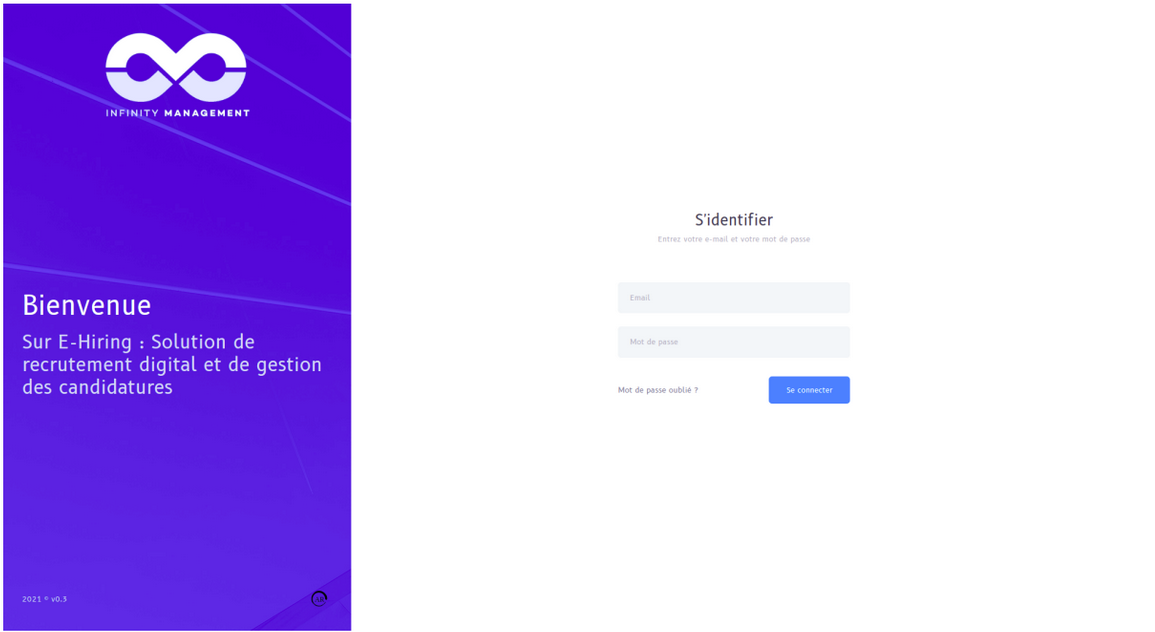 INFINITY MANAGEMENT
Bienvenue
Sur E-Hiring : Solution de
recrutement digital et de gestion
des candidatures
2021 © v0.3
S'identifier
Entrez votre e-mail et votre mot de passe
Email
Mot de passe
Mot de passe oublié ?
Se connecter